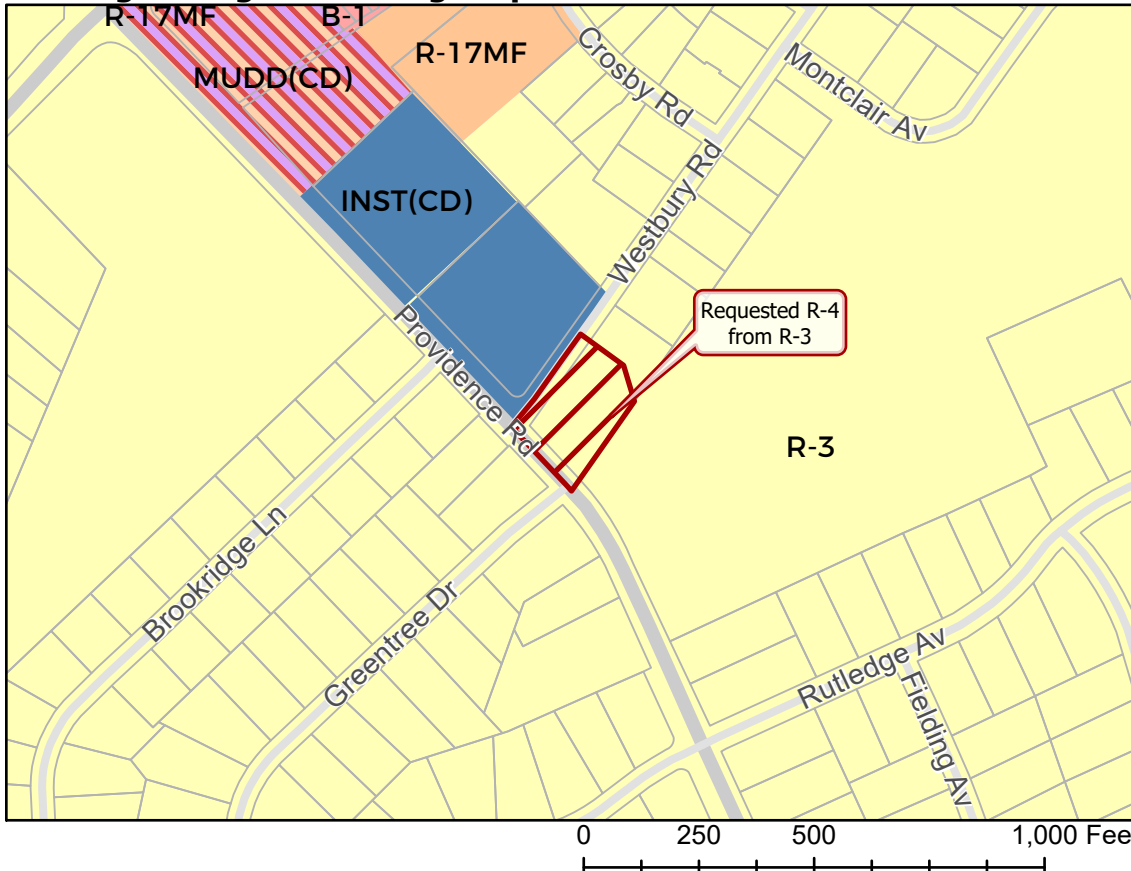 R-17MF
B-1
R-17MF
MUDD(CD)
Crosby Rd
Montclair Av
INST(CD)
Westbury Rd
Requested R-4
from R-3
Providence Rd
R-3
Brookridge Ln
Greentree Dr
Rutledge Av
Fielding Av
0 250 500 1,000 Fee